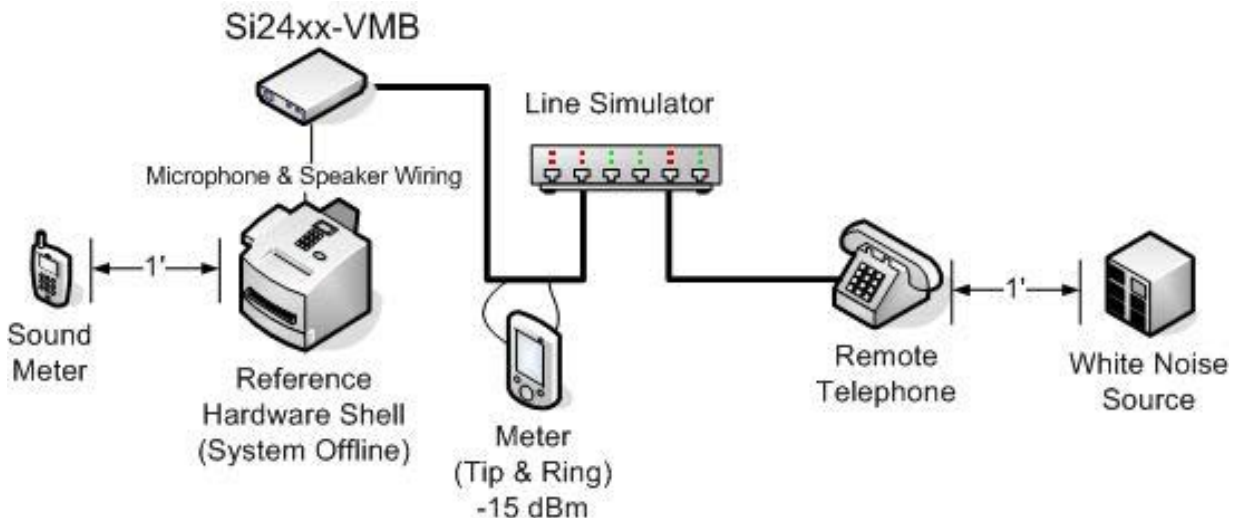 Si24xx-VMB
Line Simulator
Microphone & Speaker Wiring
1'
1'
Sound
Meter
Reference
Hardware Shell
(System Offline)
Meter
(Tip & Ring)
-15 dBm
Remote
Telephone
White Noise
Source